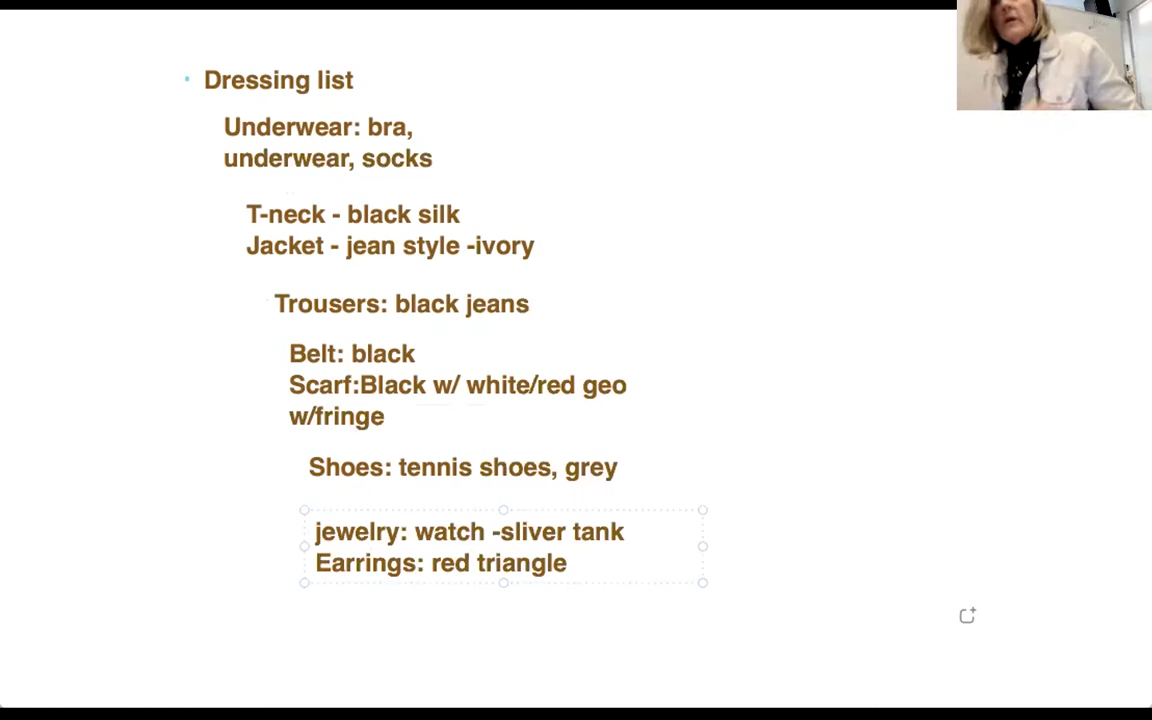 Dressing list
Underwear: bra,
underwear, socks
T-neck - black silk
Jacket - jean style -ivory
Trousers: black jeans
Belt: black
Scarf:Black w/ white/red geo
w/fringe
Shoes: tennis shoes, grey
jewelry: watch -sliver tank
Earrings: red triangle